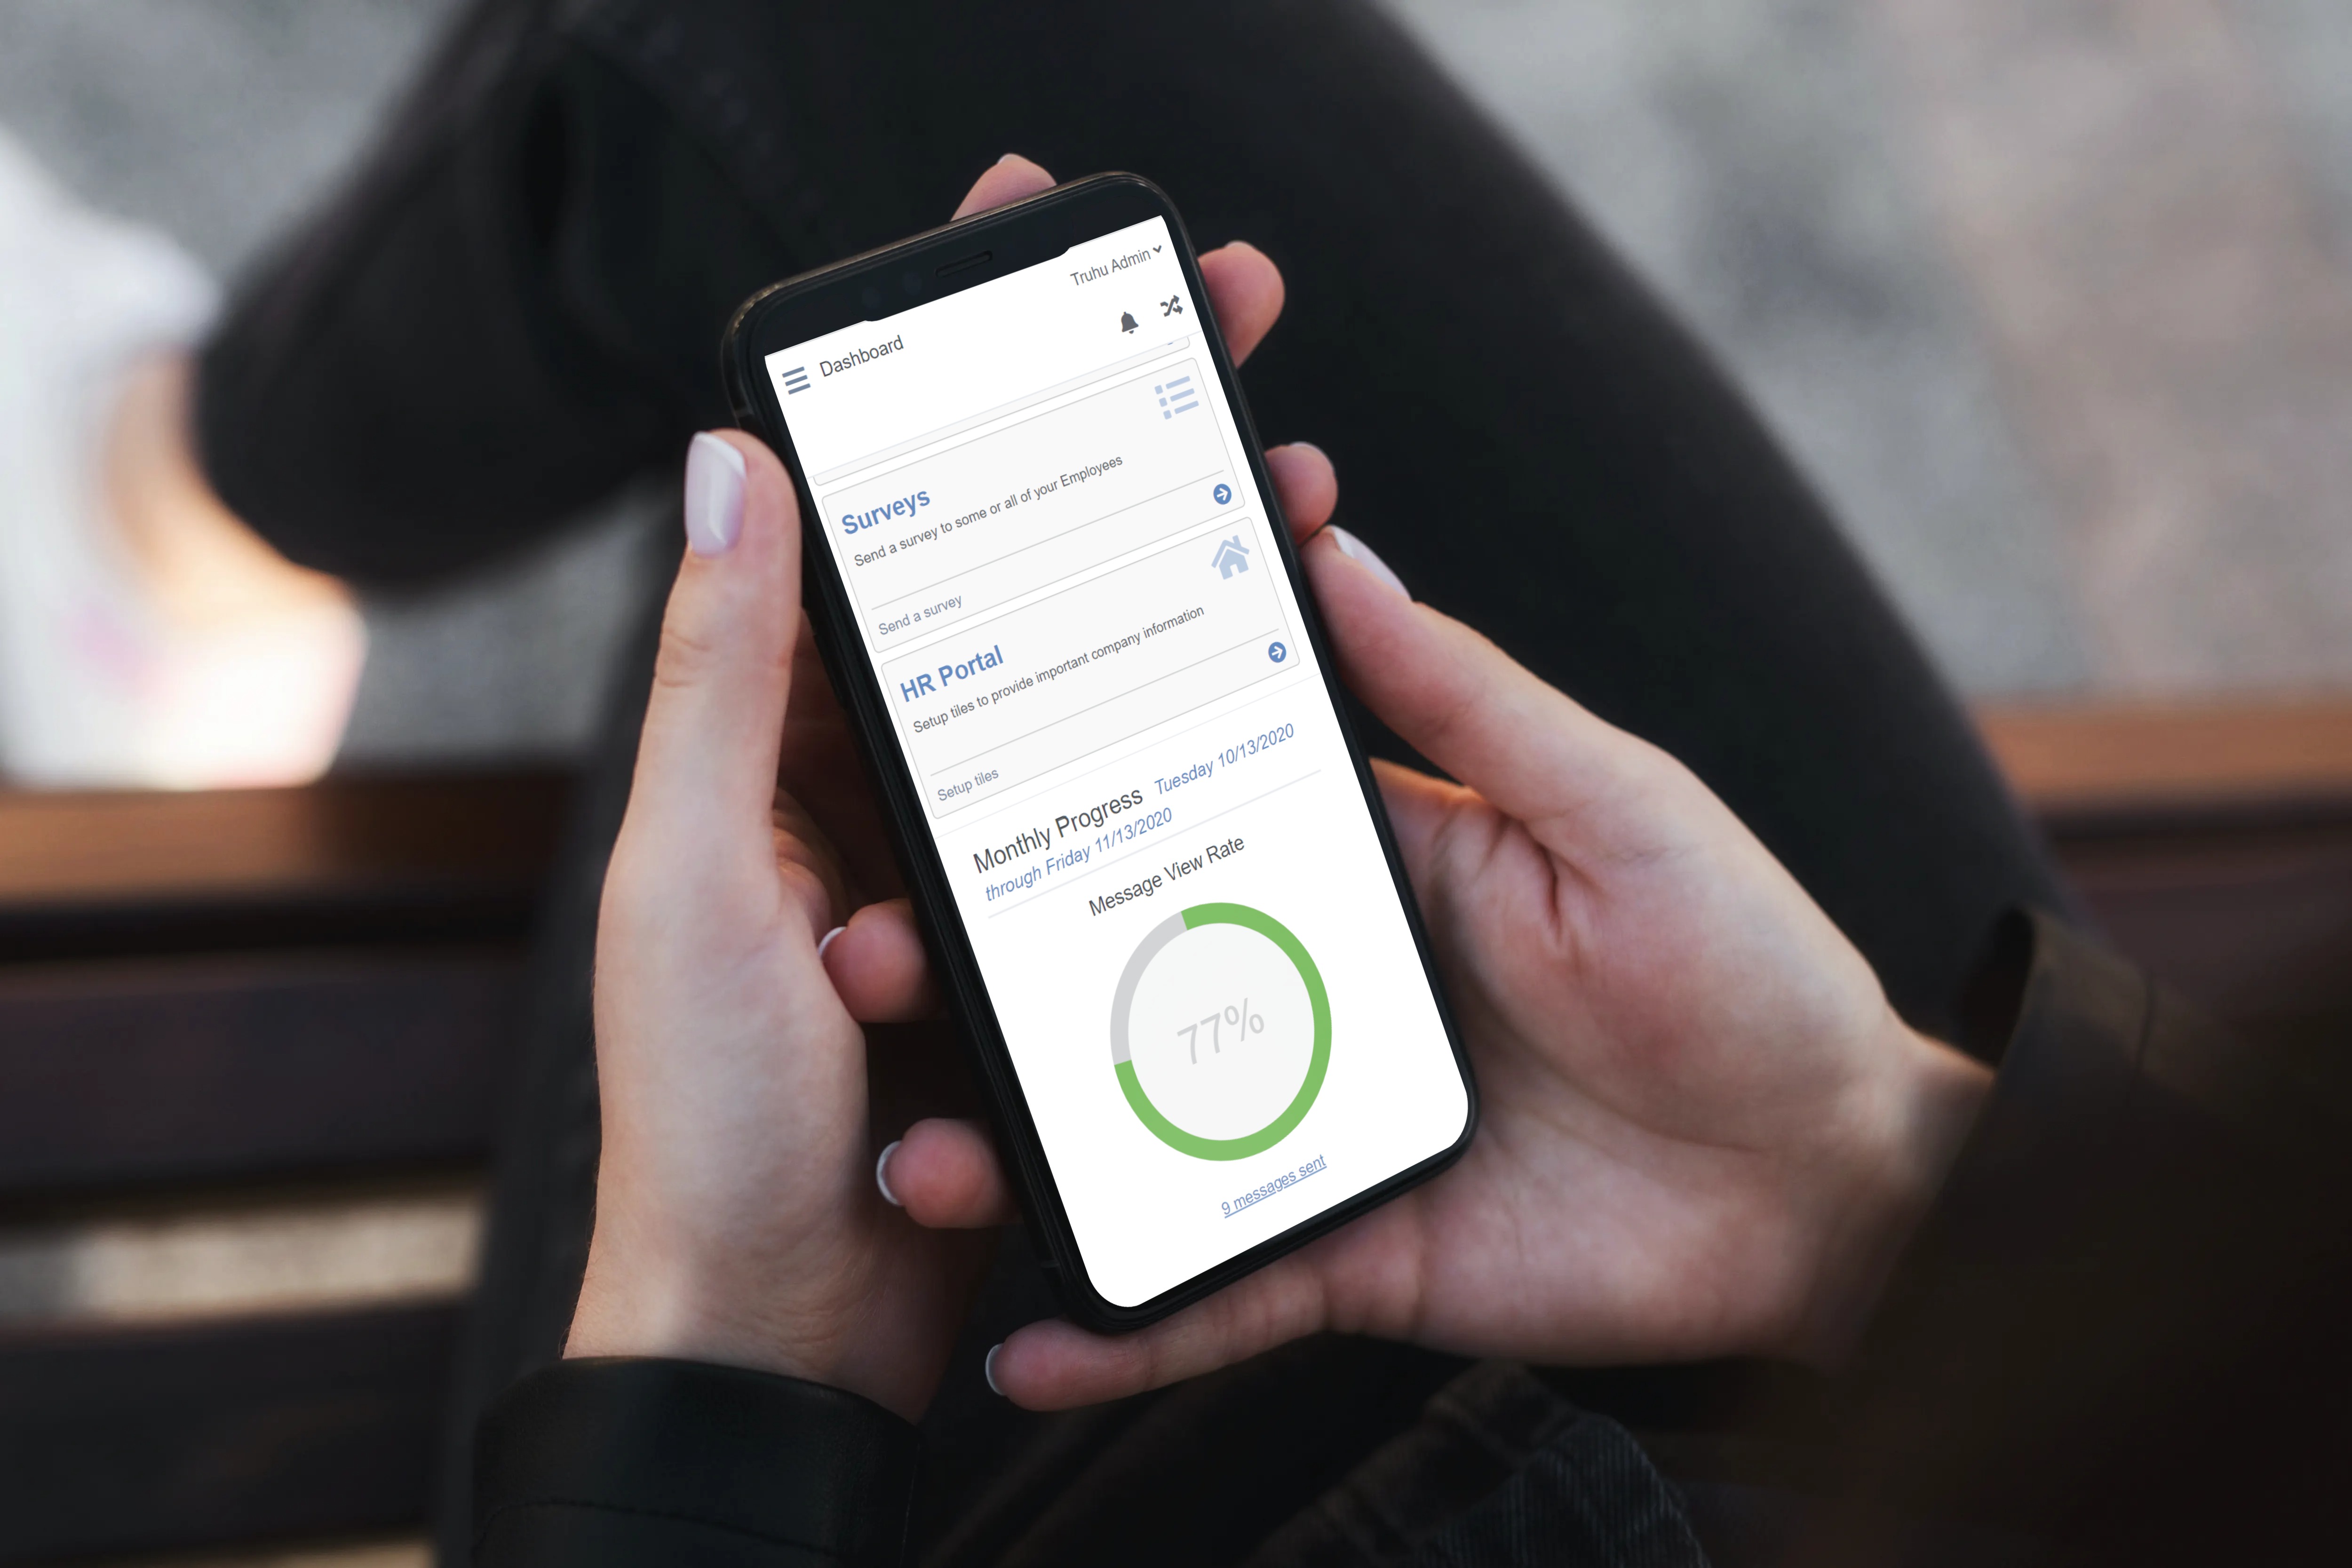 Truhu Admin
Dashboard
Surveys
Send a survey to some or all of your Employees
Send a survey
HR Portal
Setup tiles to provide important company information
Setup tiles
Monthly Progress Tuesday 10/13/2020
through Friday 11/13/2020
Message View Rate
77%
9 messages sent